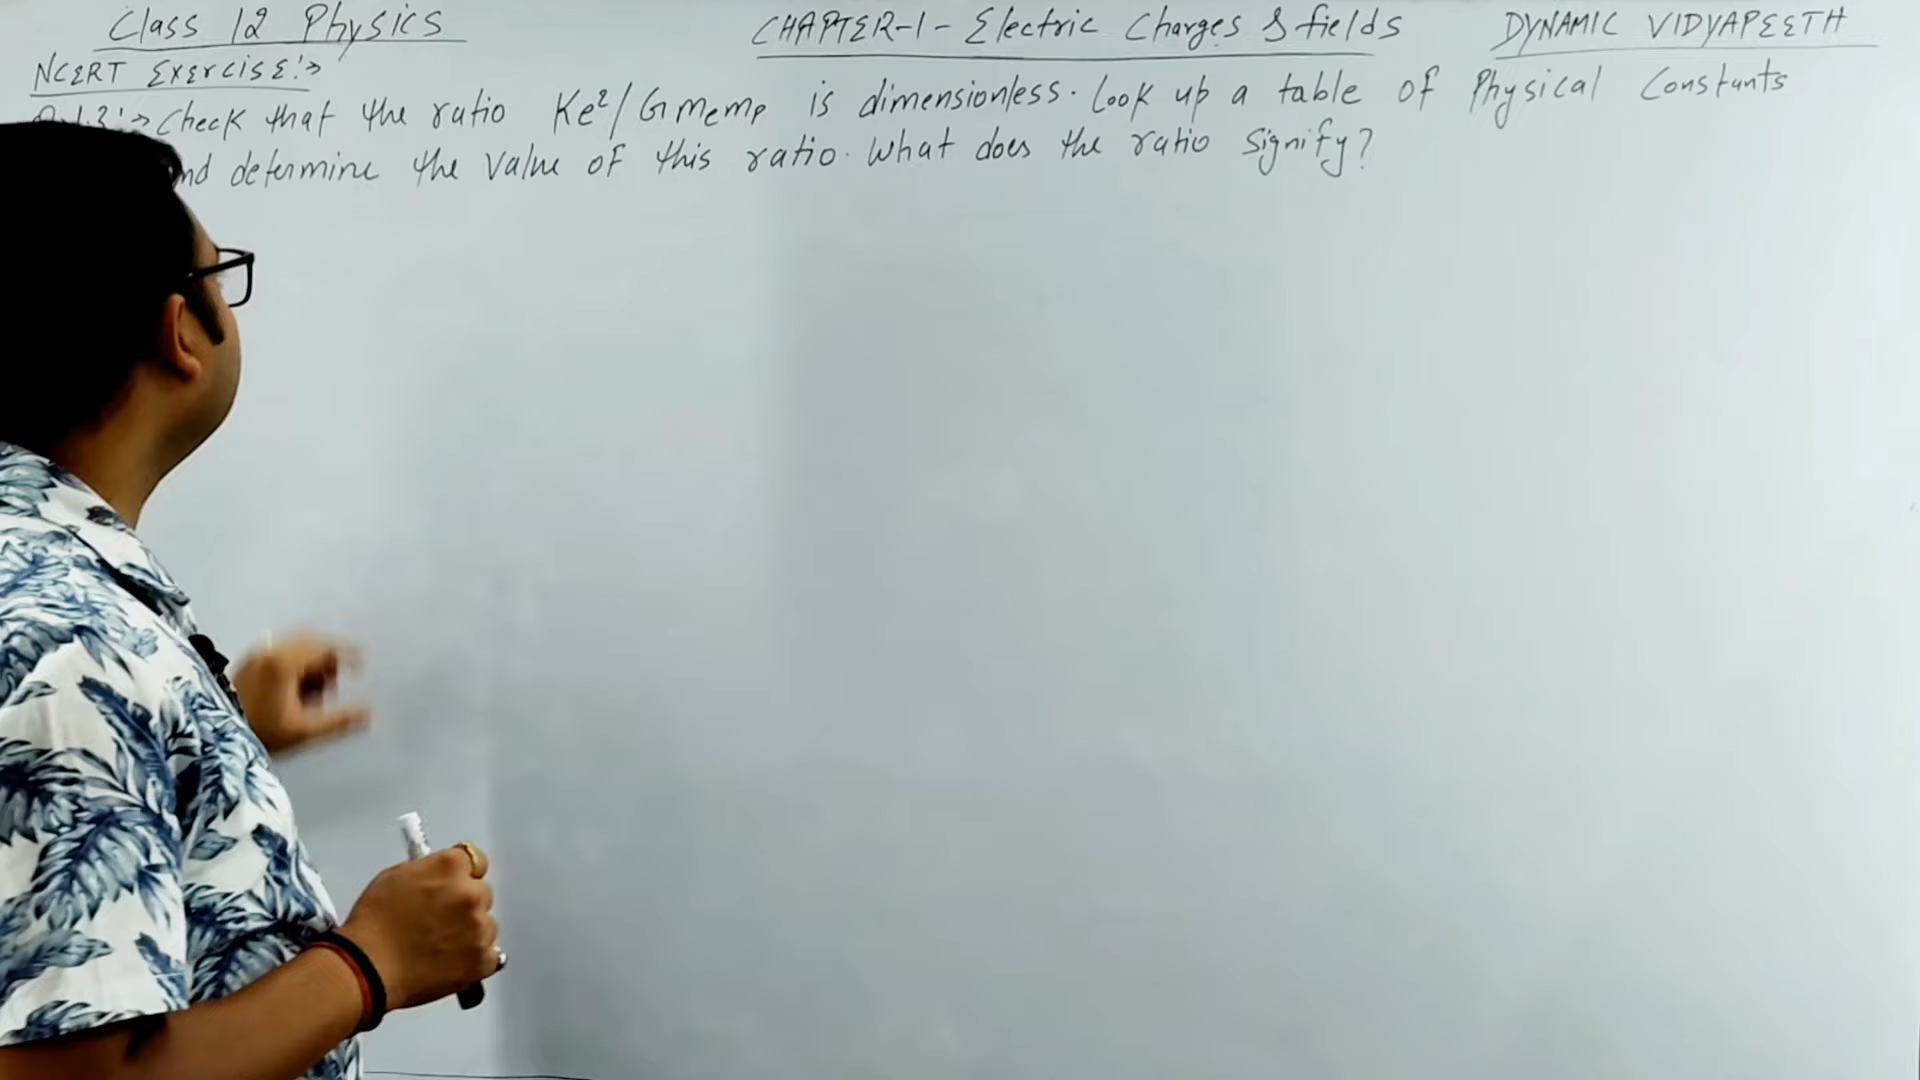 Class 12 Physics
CHAPTER-1 - Electric Charges & fields
DYNAMIC VIDYAPEETH
NCERT Exercise:→
Check that the ratio Ke²/Gmemp is dimensionless. Look up a table of Physical Constants
determine the value of this ratio. What does the ratio signify?